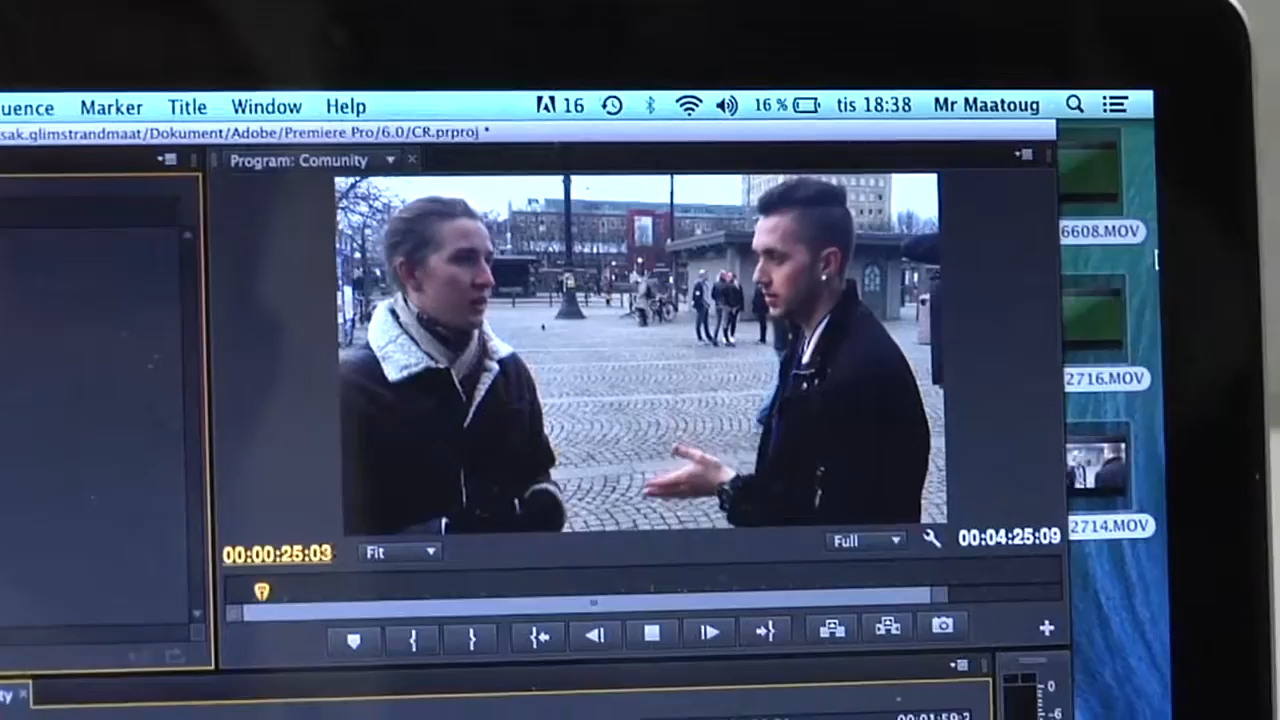 uence Marker Title Window Help 16 16% tis 18:38 Mr Maatoug
sak.glimstrandmaat/Dokument/Adobe/Premiere Pro/6.0/CR.prproj *
Program: Comunity
6608.MOV
2716.MOV
2714.MOV
00:00:25:03 Fit Full 00:04:25:09
ty
0
-6